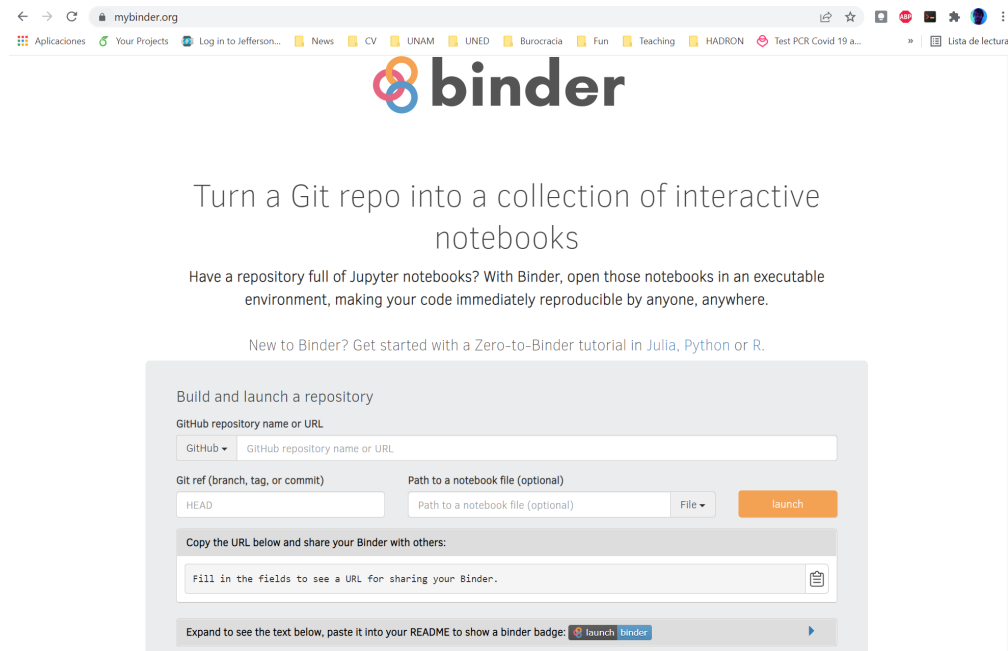 mybinder.org
ABP
Aplicaciones Your Projects Log in to Jefferson... News CV UNAM UNED Burocracia Fun Teaching HADRON Test PCR Covid 19 a... » Lista de lectura
binder
Turn a Git repo into a collection of interactive
notebooks
Have a repository full of Jupyter notebooks? With Binder, open those notebooks in an executable
environment, making your code immediately reproducible by anyone, anywhere.
New to Binder? Get started with a Zero-to-Binder tutorial in Julia, Python or R.
Build and launch a repository
GitHub repository name or URL
GitHub GitHub repository name or URL
Git ref (branch, tag, or commit) Path to a notebook file (optional)
HEAD Path to a notebook file (optional) File launch
Copy the URL below and share your Binder with others:
Fill in the fields to see a URL for sharing your Binder.
Expand to see the text below, paste it into your README to show a binder badge: launch binder